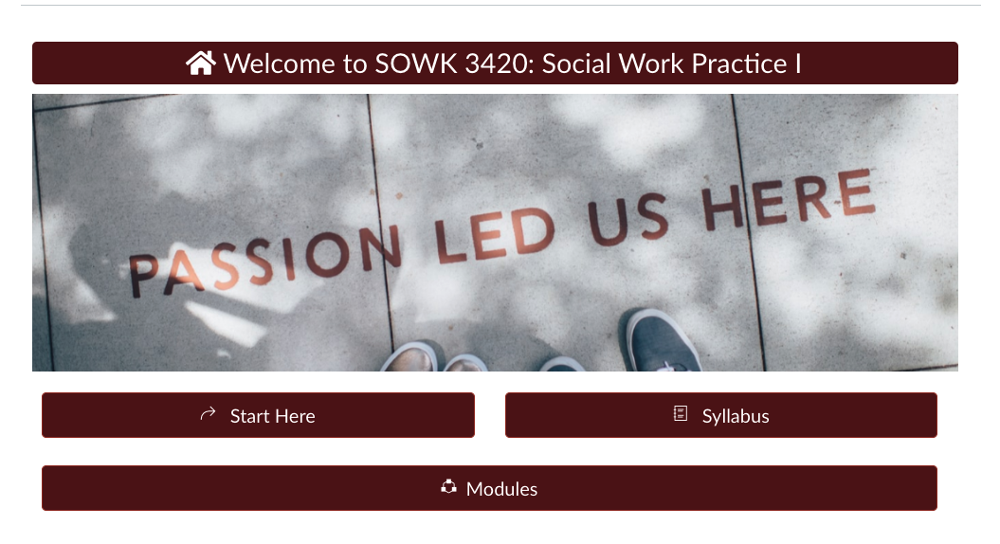 Welcome to SOWK 3420: Social Work Practice I
PASSION LED US HERE
Start Here
Syllabus
Modules